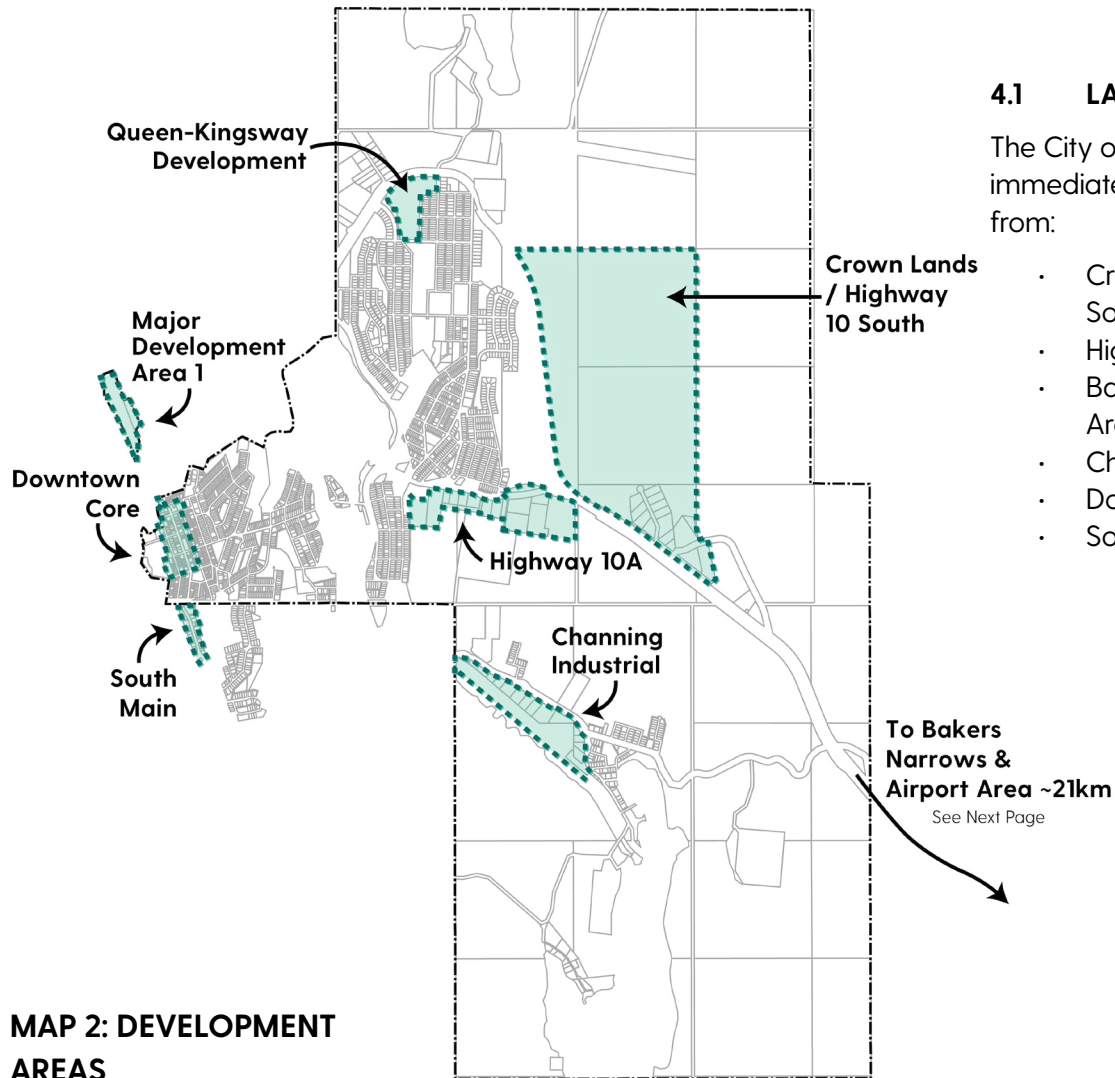 Queen-Kingsway
Development
Crown Lands
/ Highway
10 South
Major
Development
Area 1
Downtown
Core
Highway 10A
South
Main
Channing
Industrial
To Bakers
Narrows &
Airport Area ~21km
See Next Page
MAP 2: DEVELOPMENT
AREAS
4.1 LA
The City o
immediate
from:
· Cr
So
· Hig
· Ba
Are
· Ch
· Do
· So